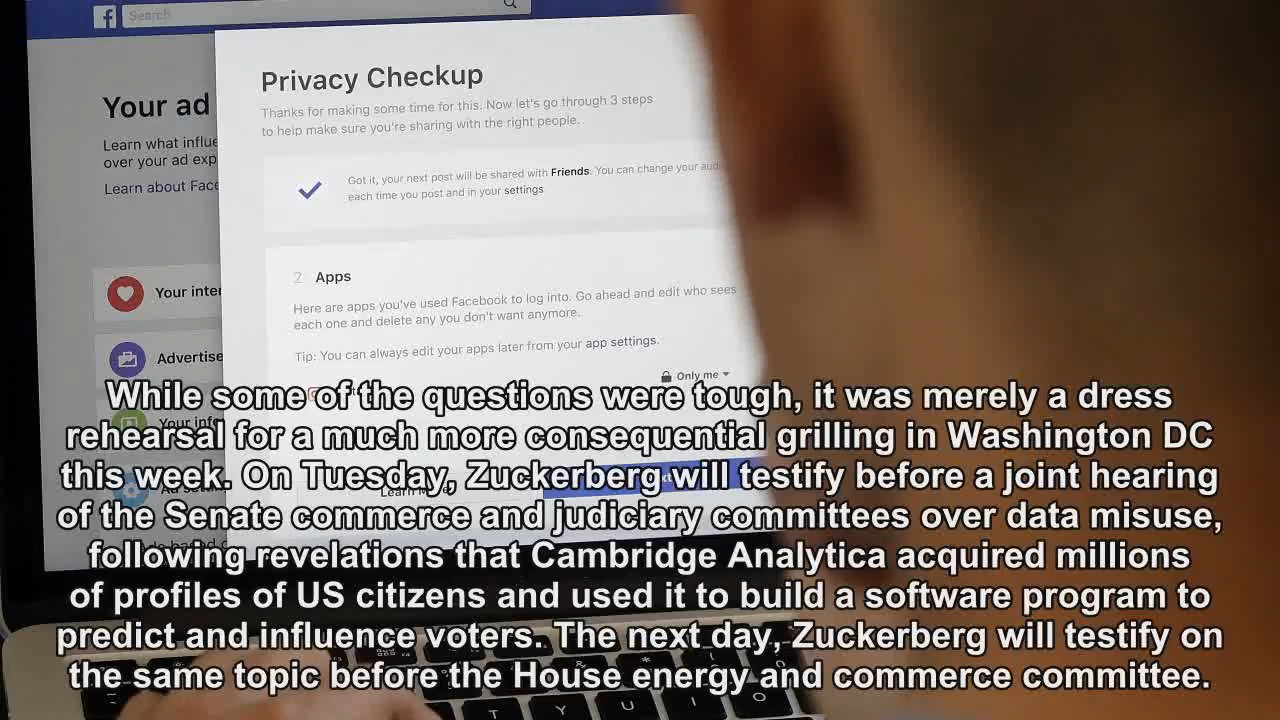 f Search
Privacy Checkup
Thanks for making some time for this. Now let's go through 3 steps
to help make sure you're sharing with the right people.
Your ad
Learn what influe
over your ad exp
Learn about Face
Got it, your next post will be shared with Friends. You can change your aud
each time you post and in your settings
2 Apps
Here are apps you've used Facebook to log into. Go ahead and edit who sees
each one and delete any you don't want anymore.
Tip: You can always edit your apps later from your app settings.
Only me
Your inter
Advertise
Your info
While some of the questions were tough, it was merely a dress
rehearsal for a much more consequential grilling in Washington DC
this week. On Tuesday, Zuckerberg will testify before a joint hearing
of the Senate commerce and judiciary committees over data misuse,
following revelations that Cambridge Analytica acquired millions
of profiles of US citizens and used it to build a software program to
predict and influence voters. The next day, Zuckerberg will testify on
the same topic before the House energy and commerce committee.
T Y U I O